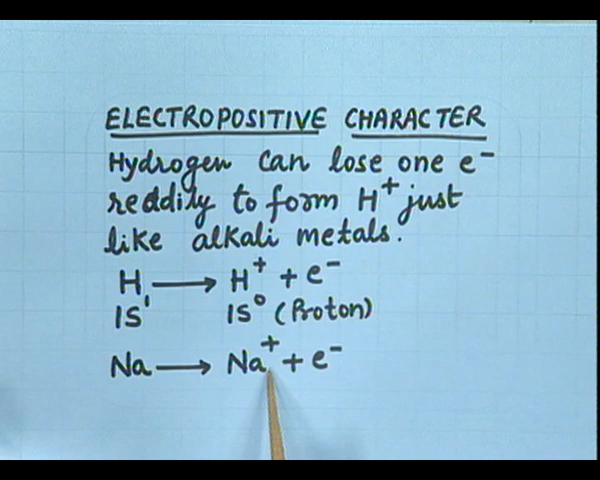 ELECTROPOSITIVE CHARACTER
Hydrogen can lose one e⁻
reddily to form H⁺ just
like alkali metals.
H ⟶ H⁺ + e⁻
1S¹ 1S⁰ (Proton)
Na ⟶ Na⁺ + e⁻